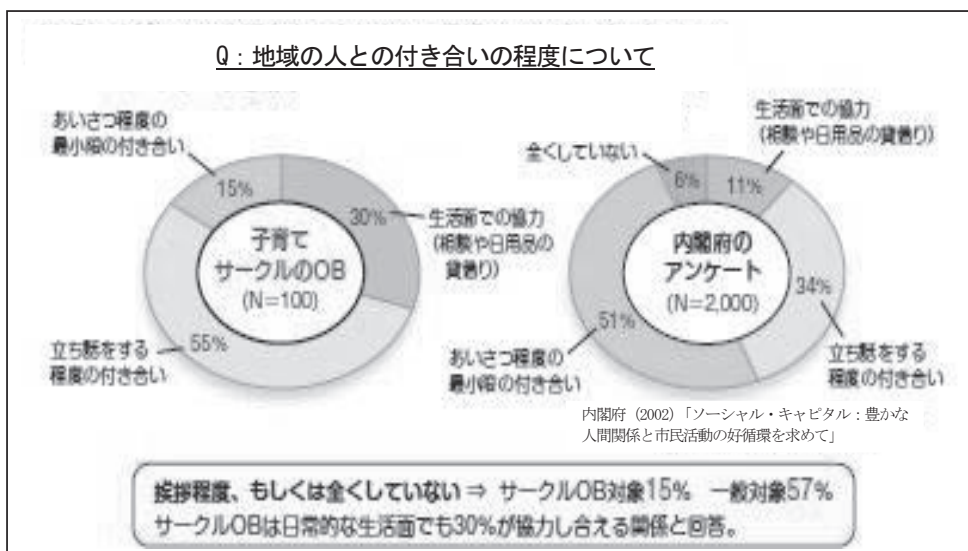 Q：地域の人との付き合いの程度について
あいさつ程度の
最小限の付き合い
15%
30%
生活面での協力
（相談や日用品の
貸借り）
子育て
サークルのOB
（N＝100）
立ち話をする
程度の付き合い
55%
全くしていない
6%
生活面での協力
（相談や日用品の貸借り）
11%
内閣府の
アンケート
（N＝2,000）
34%
51%
あいさつ程度の
最小限の付き合い
立ち話をする
程度の付き合い
内閣府（2002）「ソーシャル・キャピタル：豊かな
人間関係と市民活動の好循環を求めて」
挨拶程度、もしくは全くしていない ⇒ サークルOB対象15%　一般対象57%
サークルOBは日常的な生活面でも30%が協力し合える関係と回答。